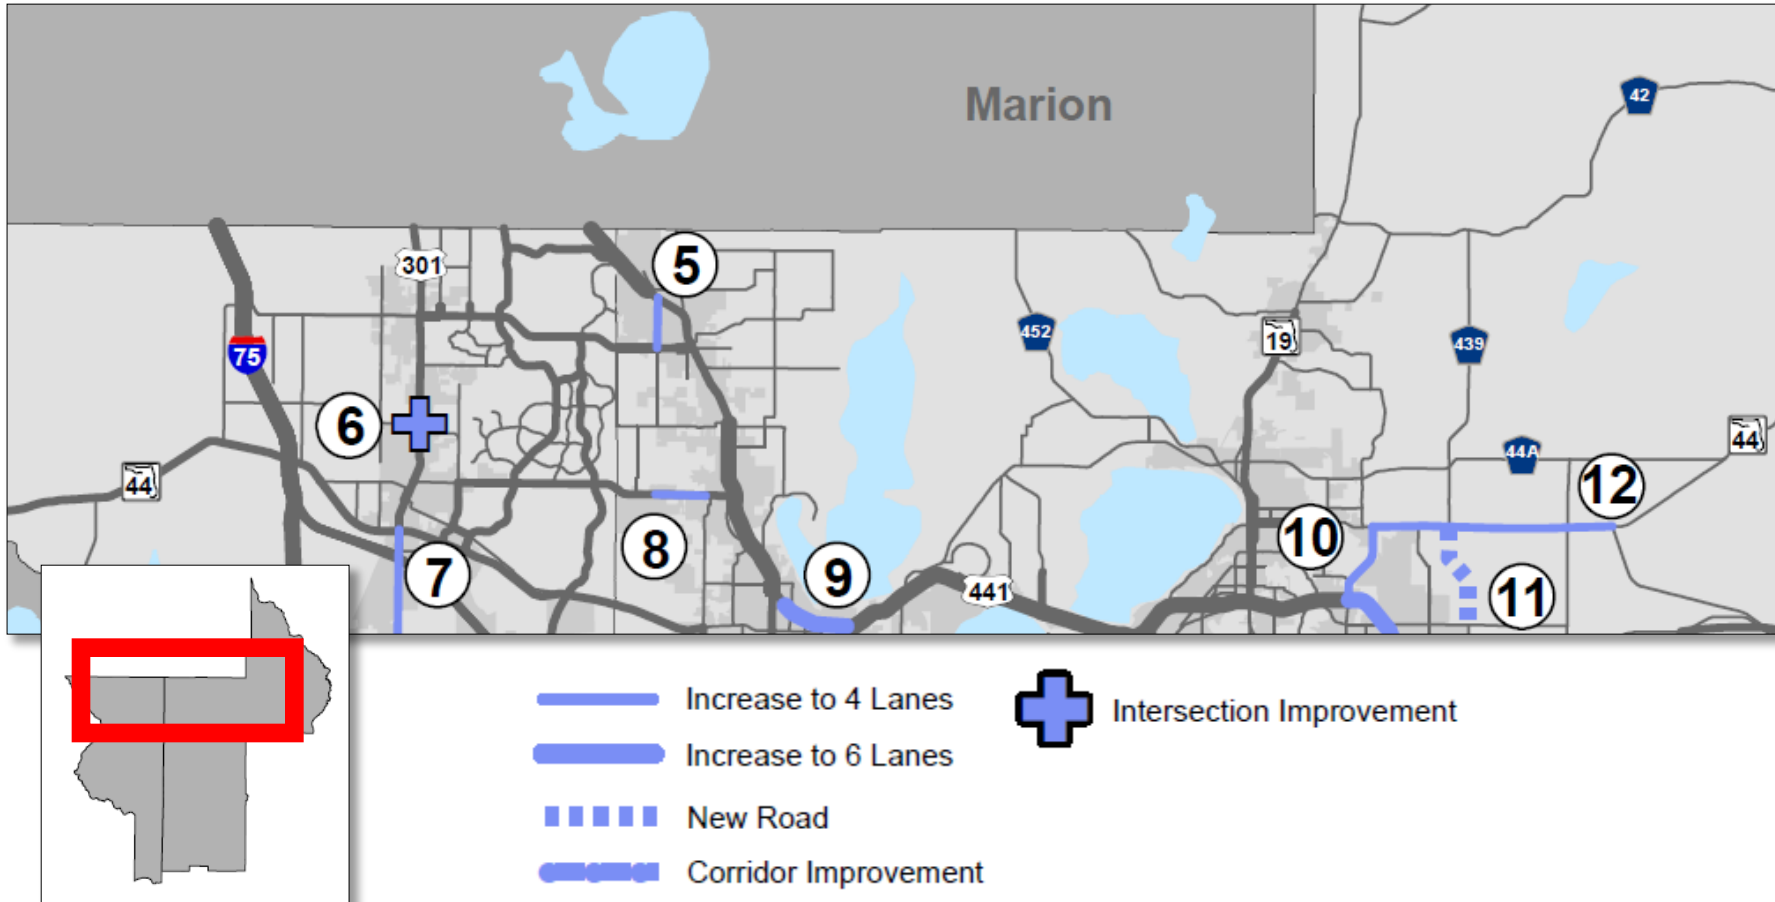 Marion
42
301
5
75
452
19
439
6
44
44A
44
12
7
8
9
10
441
11
Increase to 4 Lanes
Intersection Improvement
Increase to 6 Lanes
New Road
Corridor Improvement